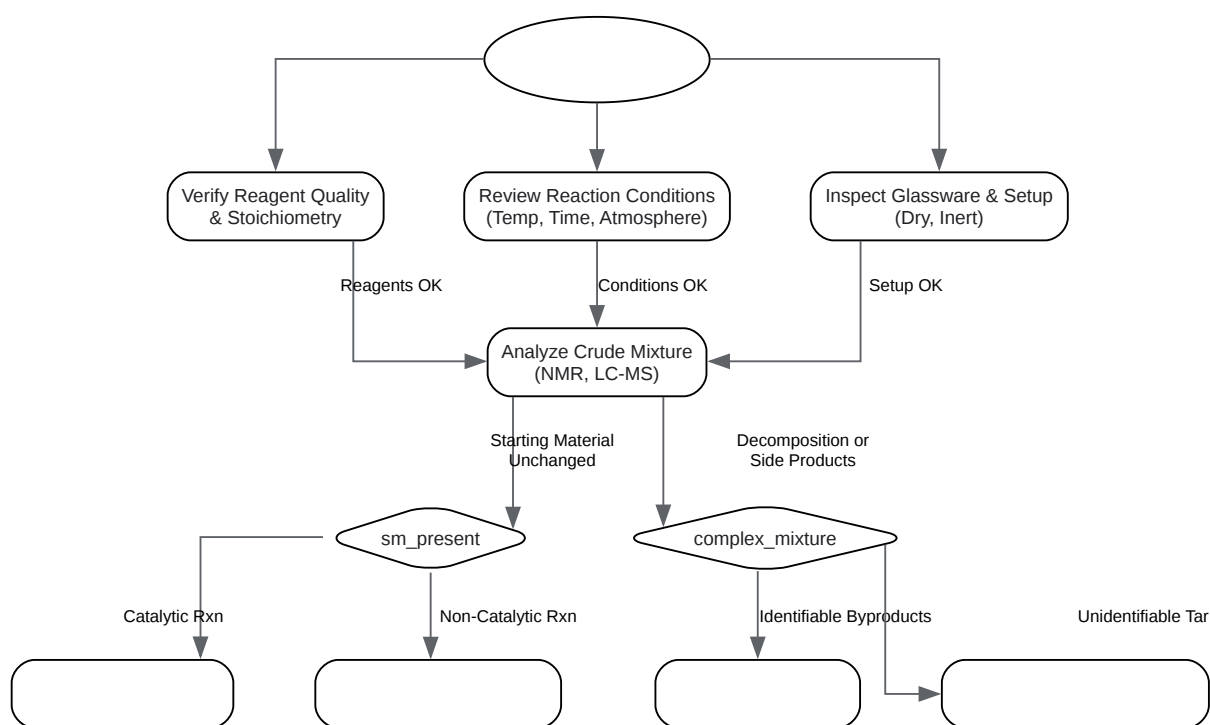 Verify Reagent Quality
& Stoichiometry
Review Reaction Conditions
(Temp, Time, Atmosphere)
Inspect Glassware & Setup
(Dry, Inert)
Reagents OK
Conditions OK
Setup OK
Analyze Crude Mixture
(NMR, LC-MS)
Starting Material
Unchanged
Decomposition or
Side Products
sm_present
complex_mixture
Catalytic Rxn
Non-Catalytic Rxn
Identifiable Byproducts
Unidentifiable Tar